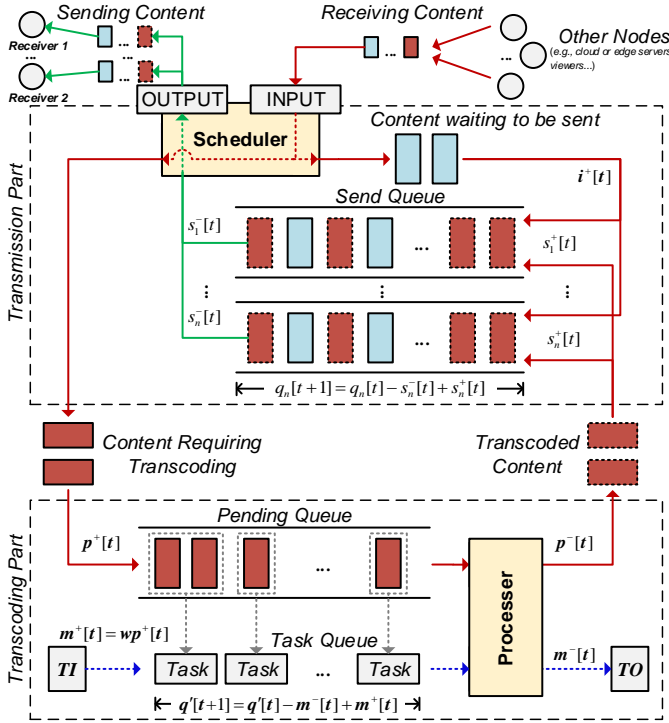 Sending Content
Receiving Content
Receiver 1
...
...
...
Receiver 2
...
...
Other Nodes
(e.g., cloud or edge servers
viewers...)
OUTPUT
INPUT
Scheduler
Content waiting to be sent
i⁺[t]
Transmission Part
Send Queue
s₁⁻[t]
...
s₁⁺[t]
⋮
⋮
⋮
sₙ⁻[t]
...
sₙ⁺[t]
qₙ[t+1] = qₙ[t] − sₙ⁻[t] + sₙ⁺[t]
Content Requiring
Transcoding
Transcoded
Content
Transcoding Part
Pending Queue
p⁺[t]
...
Processer
p⁻[t]
m⁺[t] = wp⁺[t]
Task Queue
TI
Task
Task
...
Task
m⁻[t]
TO
q'[t+1] = q'[t] − m⁻[t] + m⁺[t]